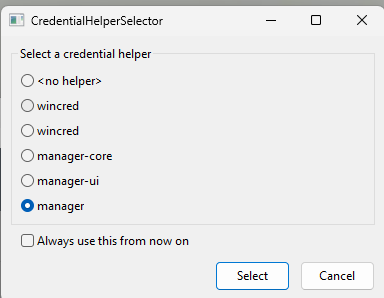 CredentialHelperSelector
Select a credential helper
<no helper>
wincred
wincred
manager-core
manager-ui
manager
Always use this from now on
Select
Cancel